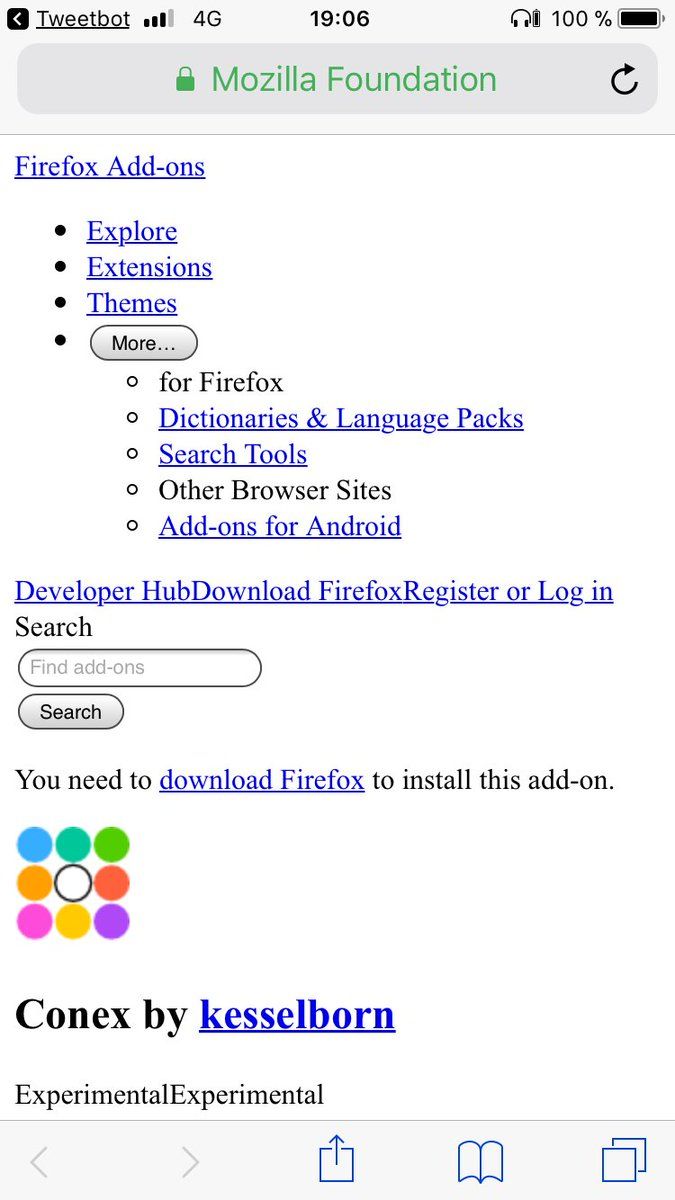 Tweetbot 4G 19:06 100 %
Mozilla Foundation
Firefox Add-ons
Explore
Extensions
Themes
More...
for Firefox
Dictionaries & Language Packs
Search Tools
Other Browser Sites
Add-ons for Android
Developer HubDownload FirefoxRegister or Log in
Search
Find add-ons
Search
You need to download Firefox to install this add-on.
Conex by kesselborn
ExperimentalExperimental